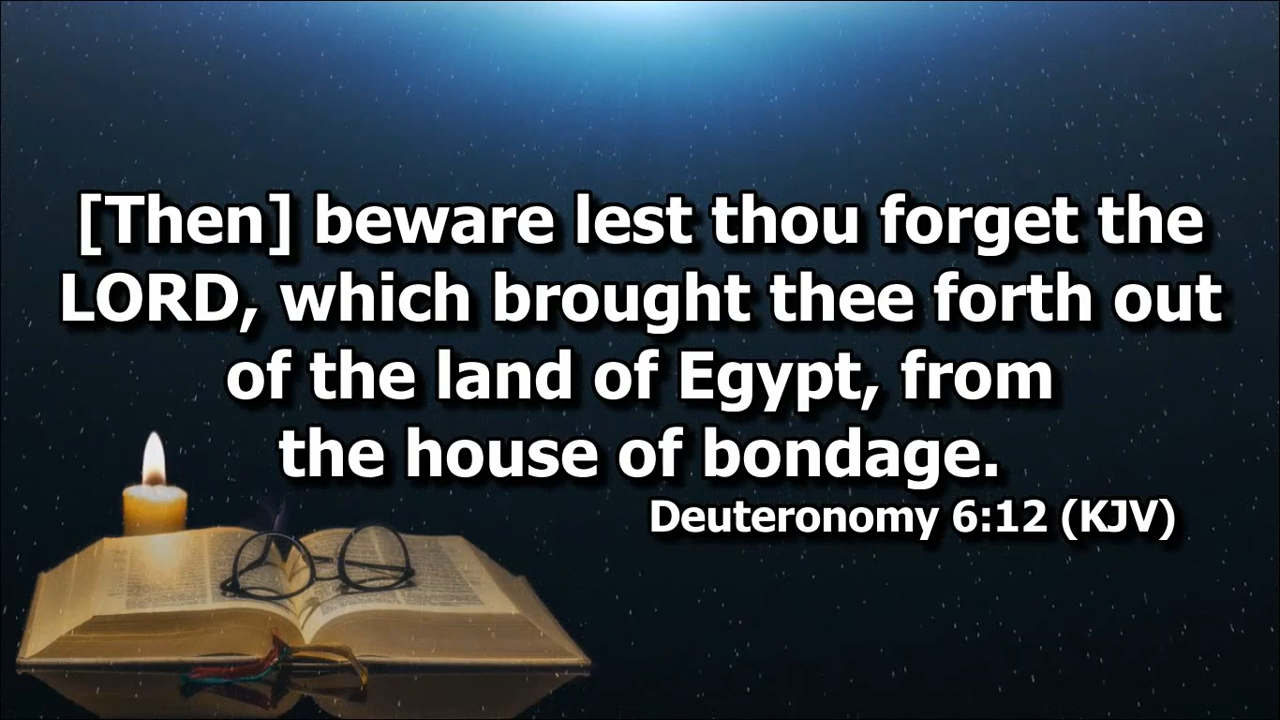 [Then] beware lest thou forget the
LORD, which brought thee forth out
of the land of Egypt, from
the house of bondage.
Deuteronomy 6:12 (KJV)